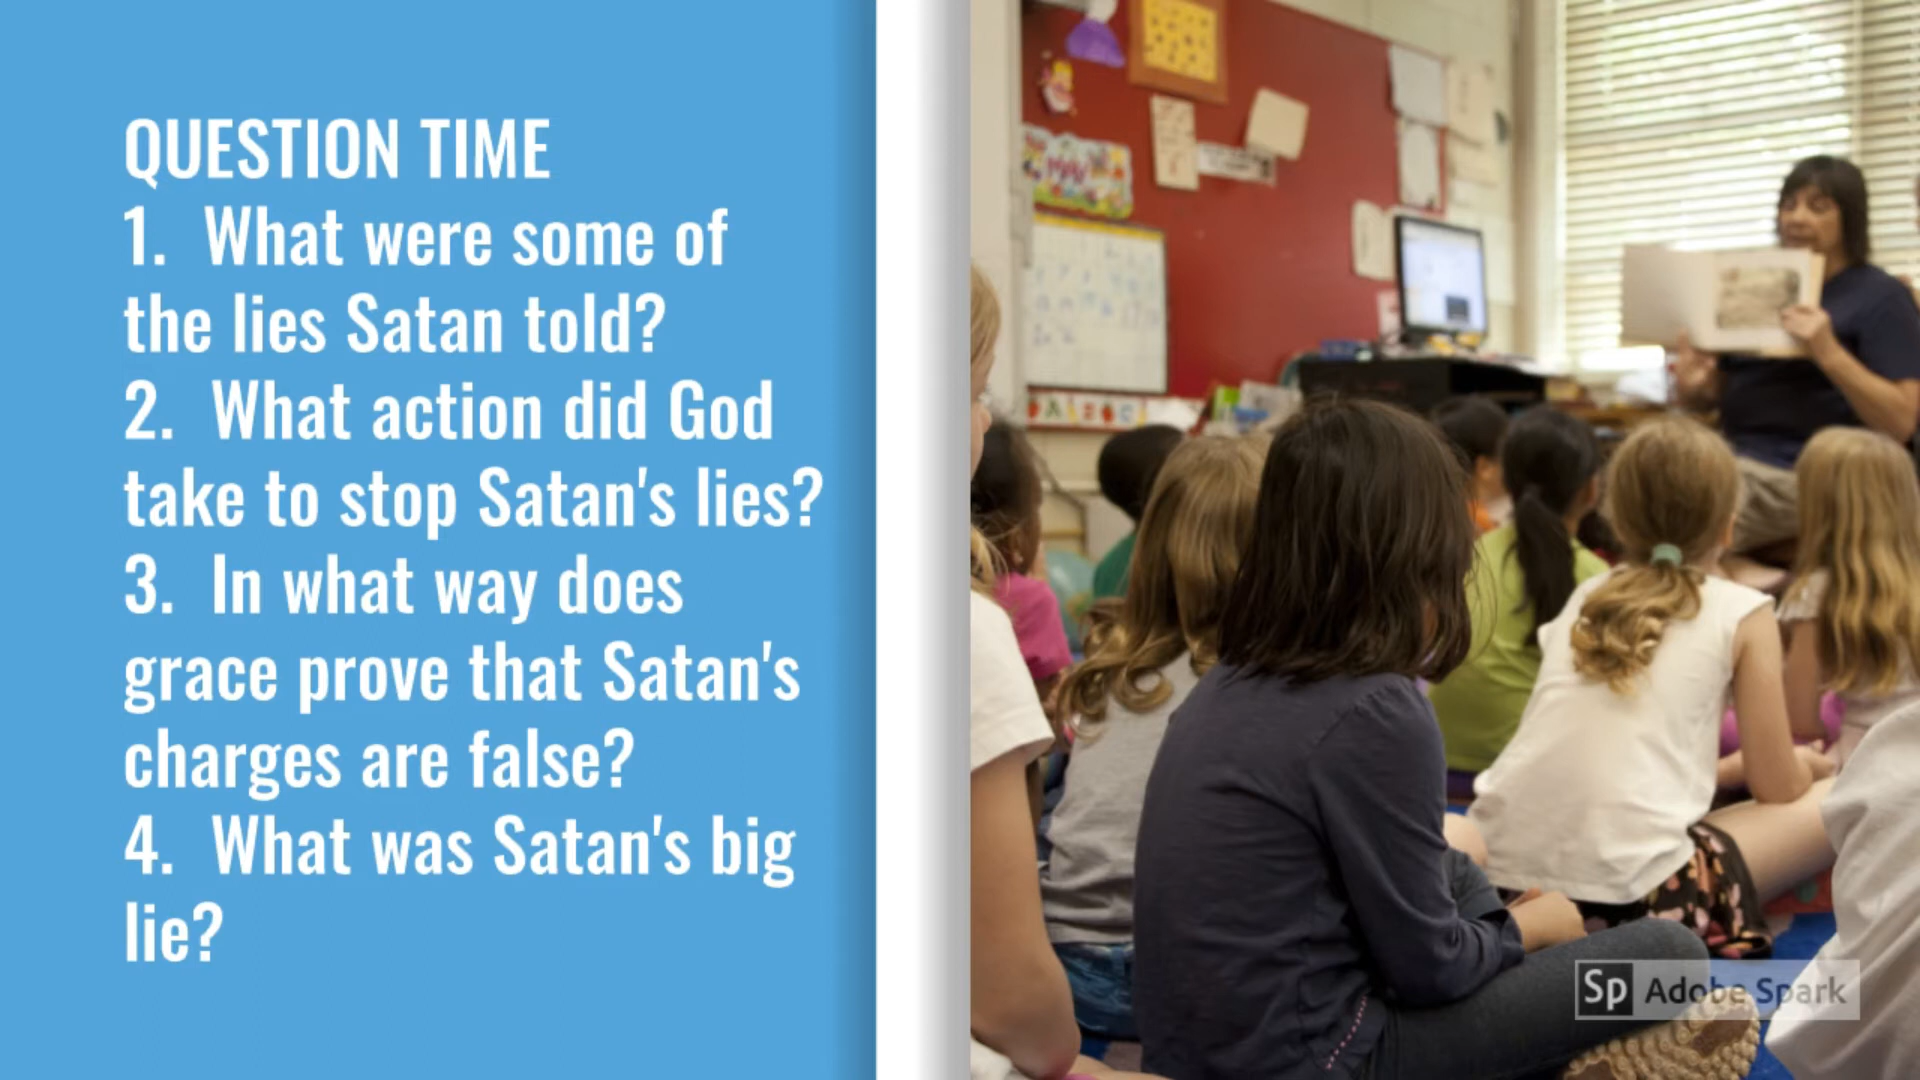 QUESTION TIME
1. What were some of
the lies Satan told?
2. What action did God
take to stop Satan's lies?
3. In what way does
grace prove that Satan's
charges are false?
4. What was Satan's big
lie?
Sp Adobe Spark